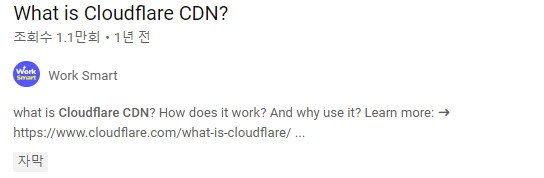 What is Cloudflare CDN?
조회수 1.1만회 • 1년 전
Work Smart
Work Smart
what is Cloudflare CDN? How does it work? And why use it? Learn more: ➜
https://www.cloudflare.com/what-is-cloudflare/ ...
자막